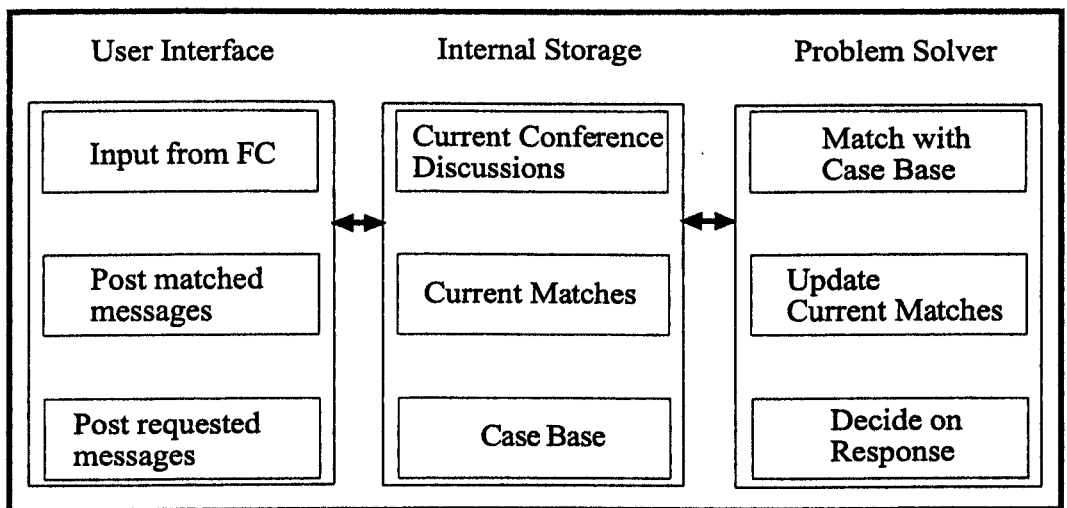 User Interface
Internal Storage
Problem Solver
Input from FC
Current Conference
Discussions
Match with
Case Base
Post matched
messages
Current Matches
Update
Current Matches
Post requested
messages
Case Base
Decide on
Response